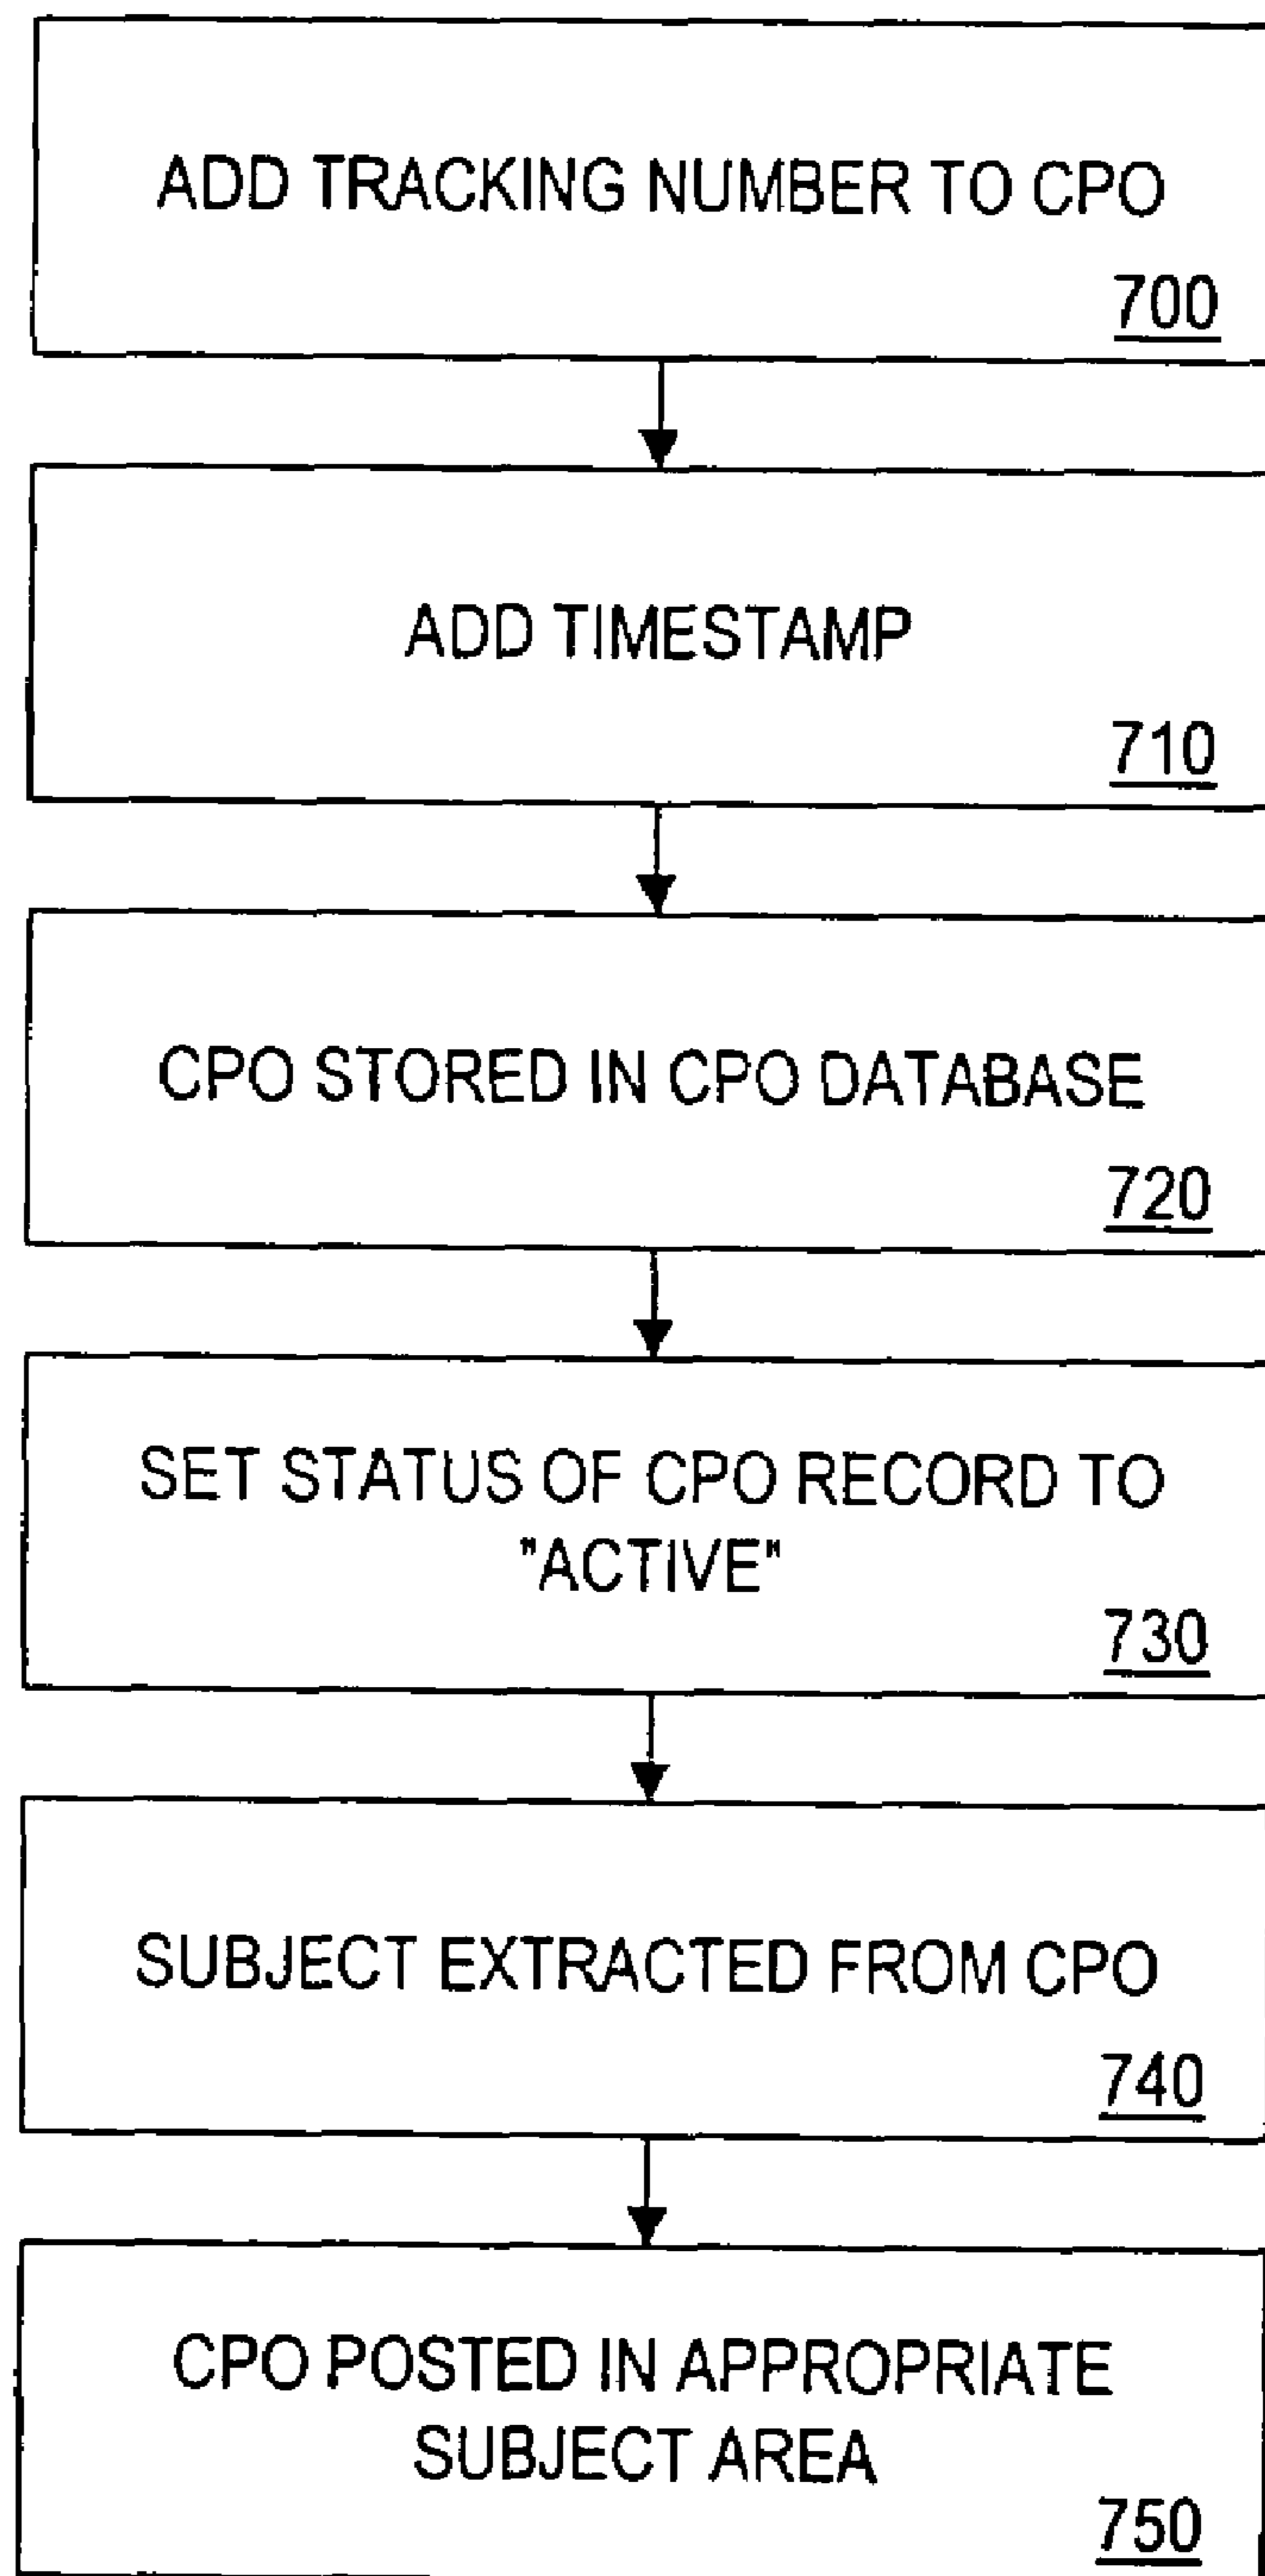 ADD TRACKING NUMBER TO CPO
700
ADD TIMESTAMP
710
CPO STORED IN CPO DATABASE
720
SET STATUS OF CPO RECORD TO
"ACTIVE"
730
SUBJECT EXTRACTED FROM CPO
740
CPO POSTED IN APPROPRIATE
SUBJECT AREA
750